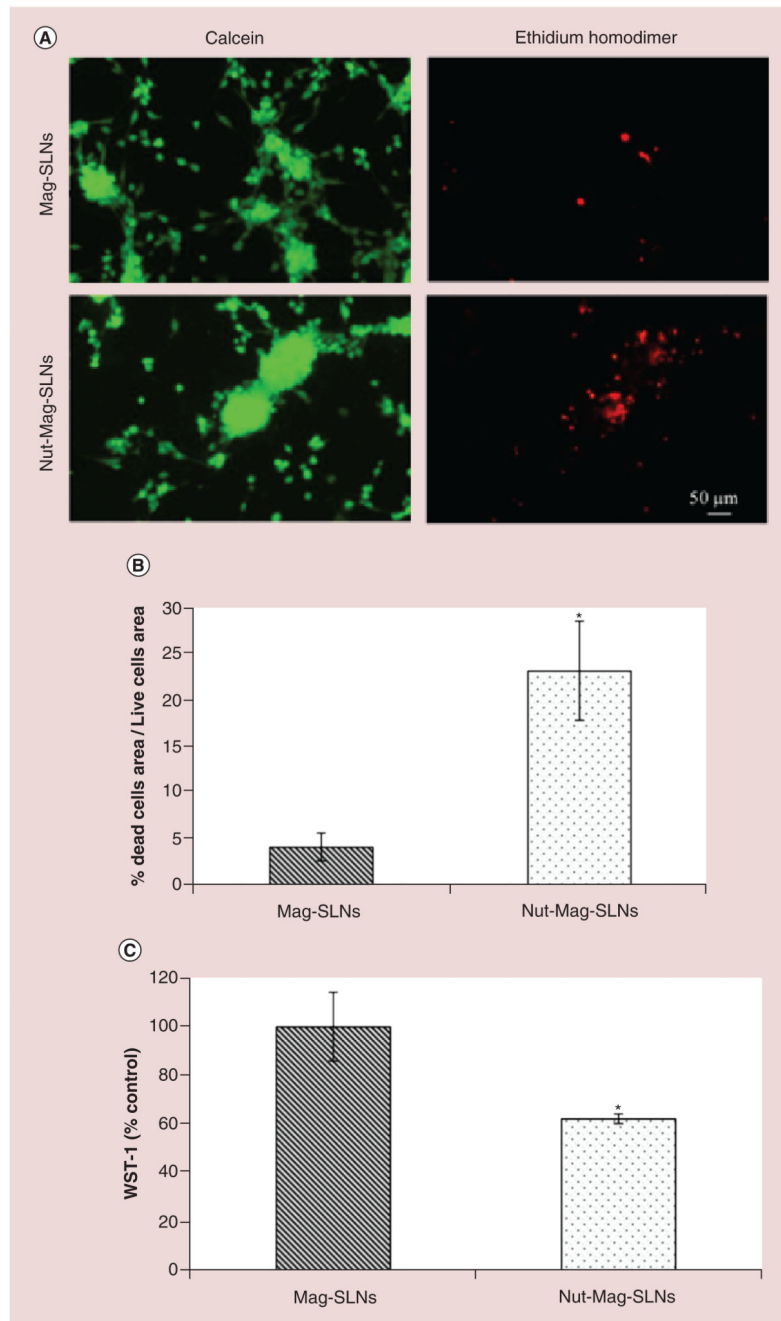 A
Calcein
Ethidium homodimer
Mag-SLNs
Nut-Mag-SLNs
50 μm
B
% dead cells area / Live cells area
30
25
20
15
10
5
0
*
Mag-SLNs
Nut-Mag-SLNs
C
WST-1 (% control)
120
100
80
60
40
20
0
*
Mag-SLNs
Nut-Mag-SLNs